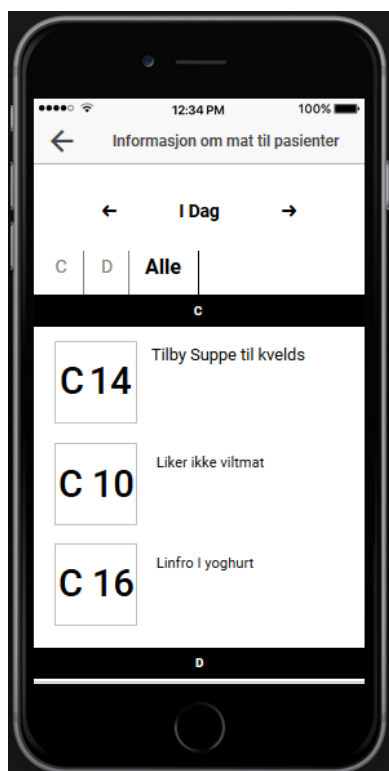 12:34 PM 100%
Informasjon om mat til pasienter
← I Dag →
C D Alle
C
C 14 Tilby Suppe til kvelds
C 10 Liker ikke viltmat
C 16 Linfro I yoghurt
D